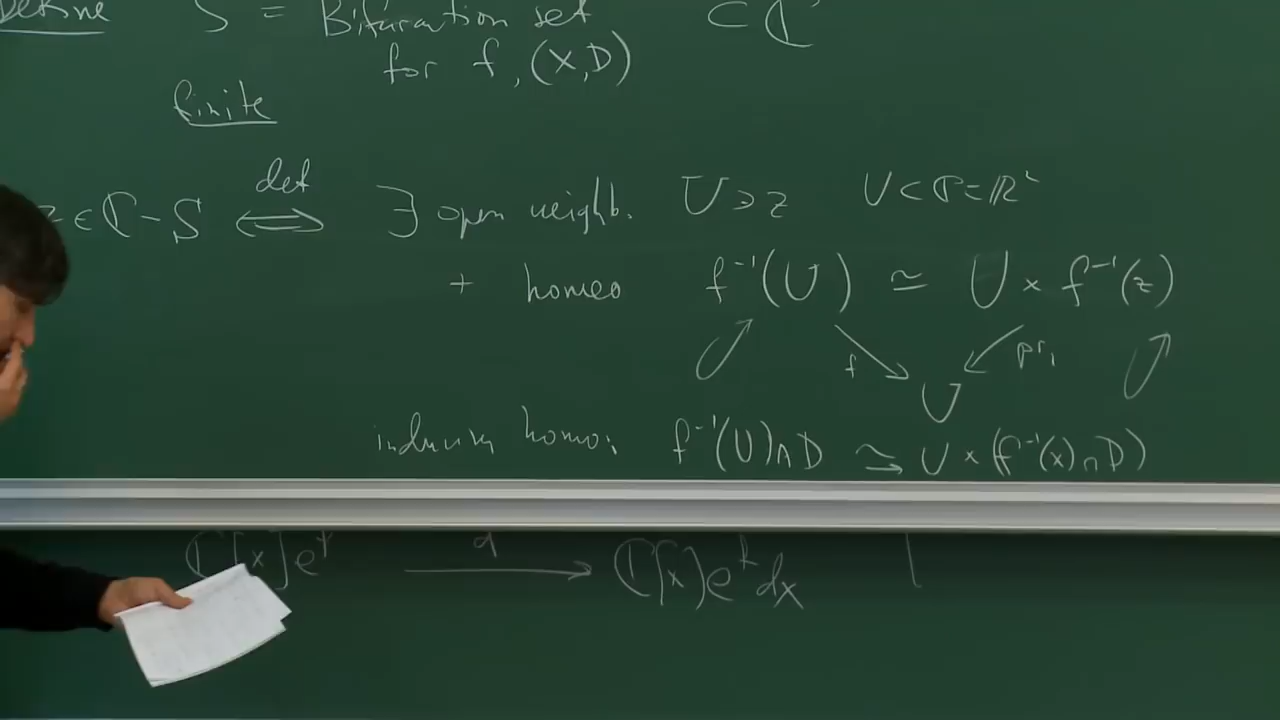 Define S = Bifurcation set ⊂ ℂ
for f, (X, D)
finite
z ∈ ℂ - S ⟺ def ∃ open neighb. U ∋ z U ⊂ ℂ = ℝ²
+ homeo f⁻¹(U) ≃ U × f⁻¹(z)
f pr₁
U
inducing homeo: f⁻¹(U) ∩ D ≃ U × (f⁻¹(x) ∩ D)
ℂ[x]e^f d ℂ[x]e^f dx